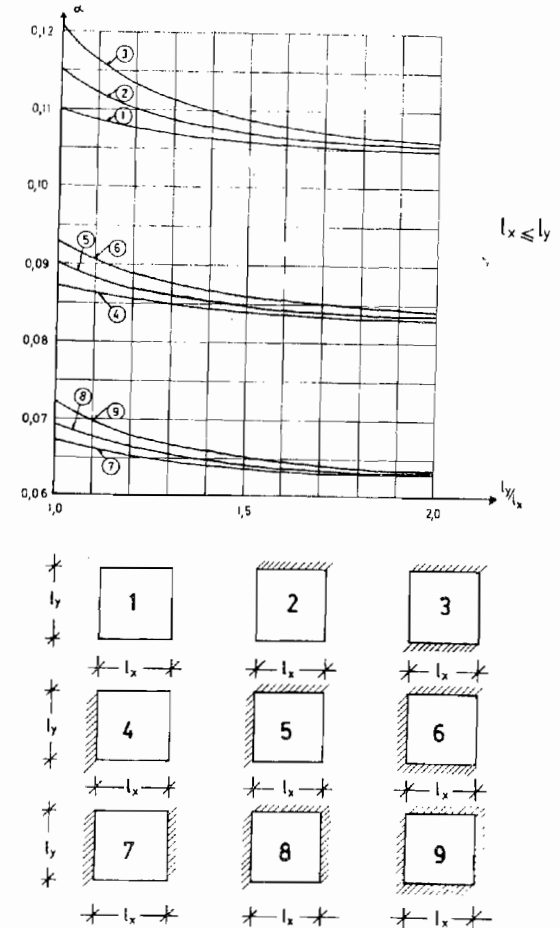 α
0,12
③
②
0,11
①
0,10
lx ≤ ly
⑤ ⑥
0,09
④
0,08
⑧
0,07
⑨
⑦
0,06
1,0 1,5 2,0 ly/lx
ly 1 2 3
lx lx lx
ly 4 5 6
lx lx lx
ly 7 8 9
lx lx lx